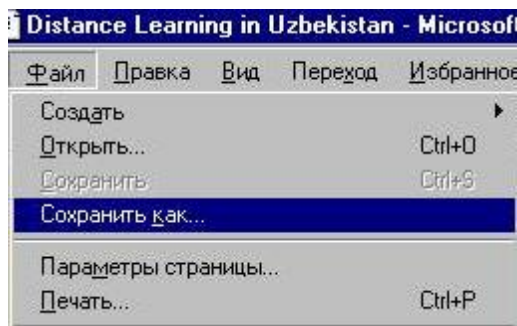 Distance Learning in Uzbekistan - Microsoft
Файл Правка Вид Переход Избранное
Создать
Открыть... Ctrl+O
Сохранить Ctrl+S
Сохранить как...
Параметры страницы...
Печать... Ctrl+P